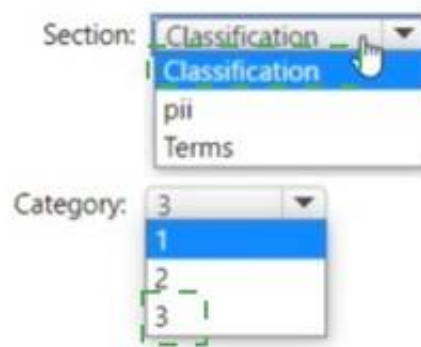 Section: Classification
Classification
pii
Terms
Category: 3
1
2
3